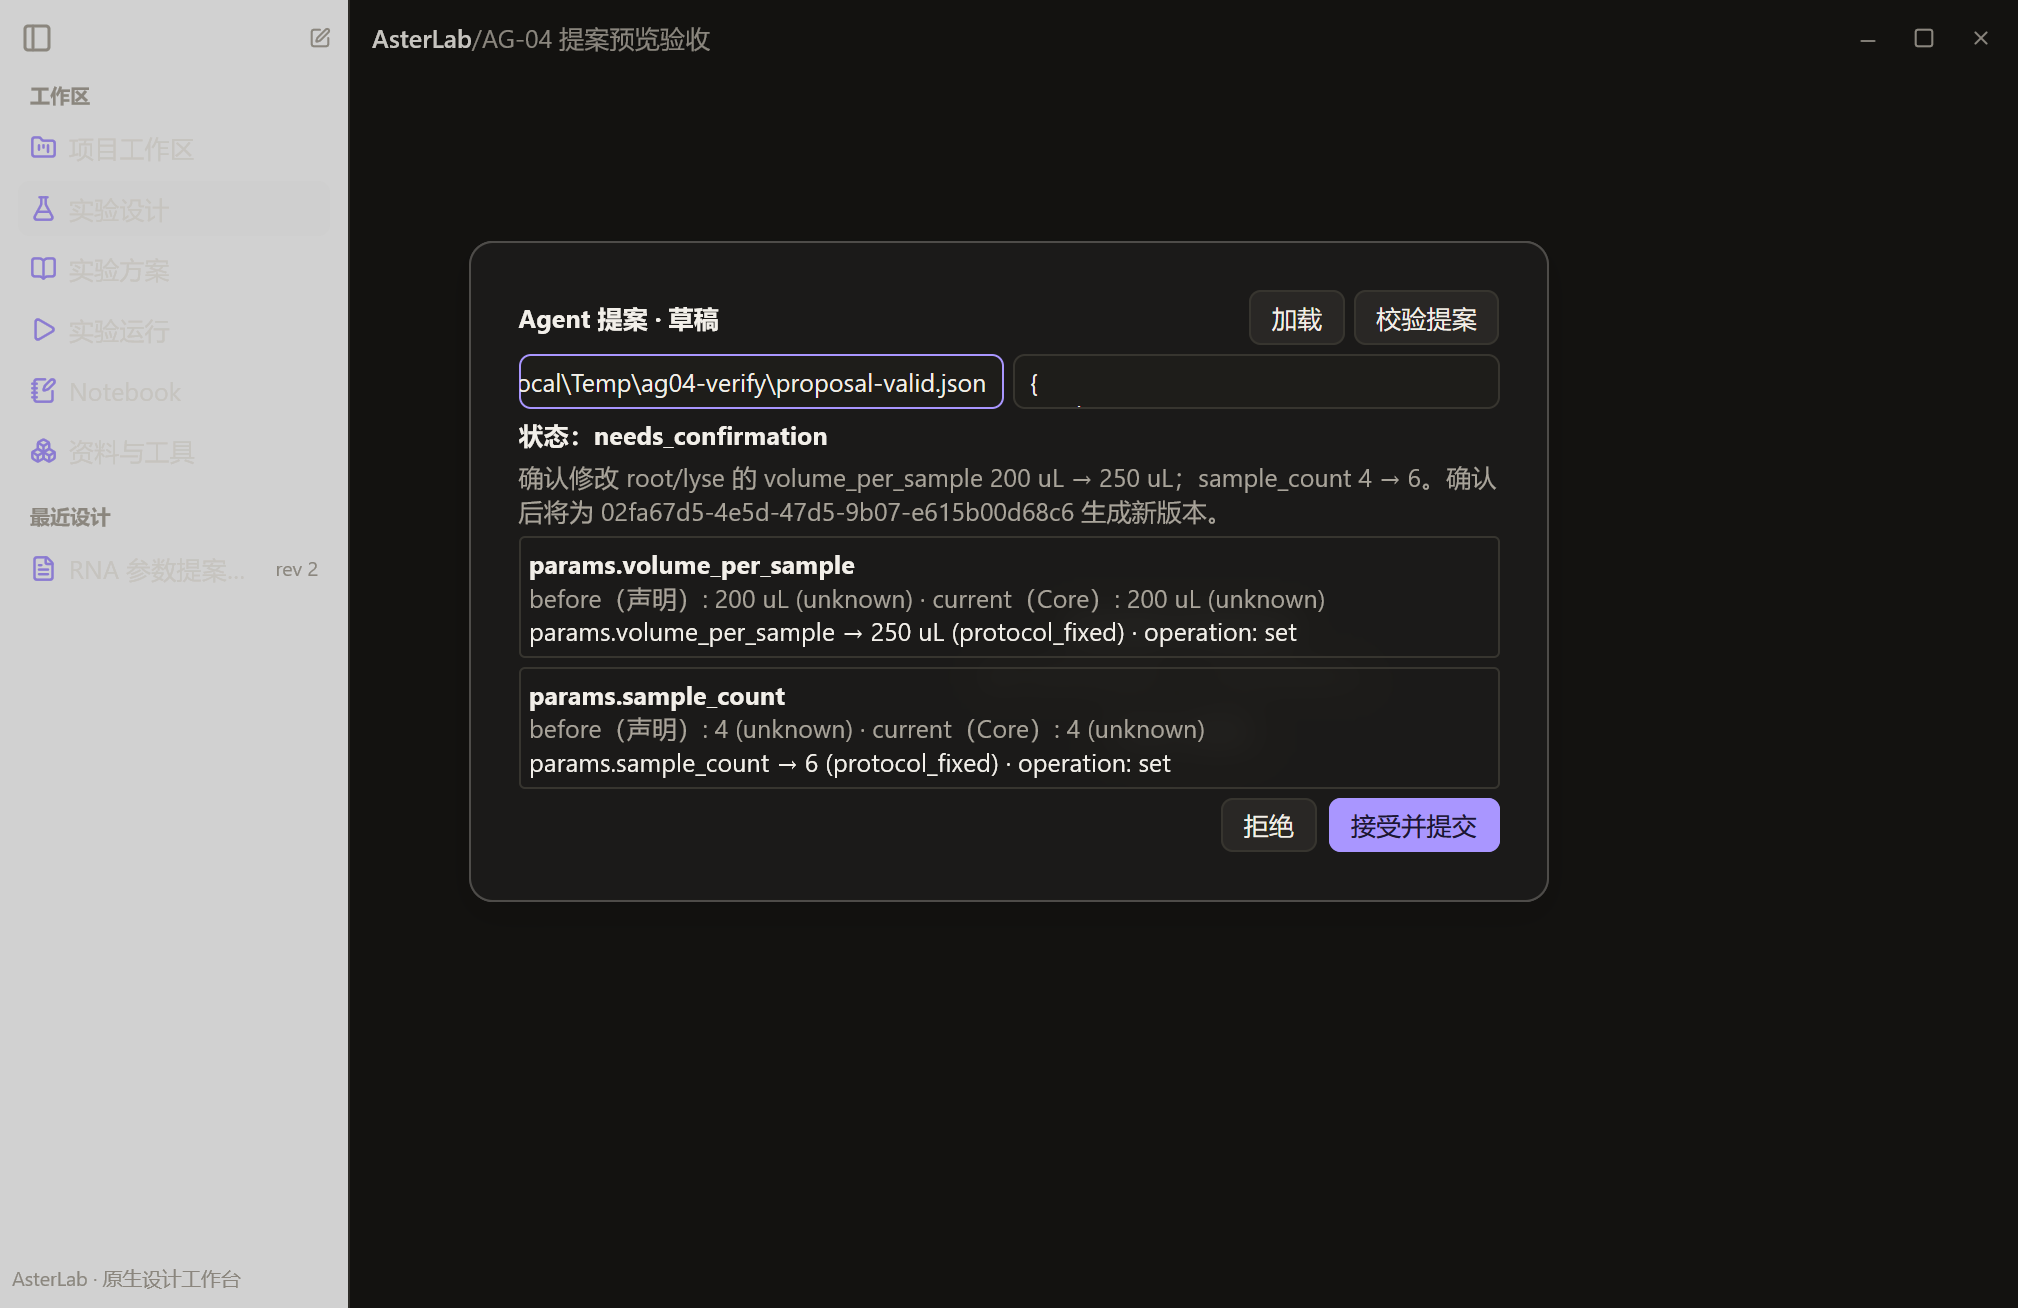 AsterLab/AG-04 提案预览验收
工作区
项目工作区
实验设计
实验方案
实验运行
Notebook
资料与工具
最近设计
RNA 参数提案... rev 2
AsterLab · 原生设计工作台
Agent 提案 · 草稿
加载
校验提案
ocal\Temp\ag04-verify\proposal-valid.json
{
状态：needs_confirmation
确认修改 root/lyse 的 volume_per_sample 200 uL → 250 uL；sample_count 4 → 6。确认
后将为 02fa67d5-4e5d-47d5-9b07-e615b00d68c6 生成新版本。
params.volume_per_sample
before（声明）: 200 uL (unknown) · current（Core）: 200 uL (unknown)
params.volume_per_sample → 250 uL (protocol_fixed) · operation: set
params.sample_count
before（声明）: 4 (unknown) · current（Core）: 4 (unknown)
params.sample_count → 6 (protocol_fixed) · operation: set
拒绝
接受并提交